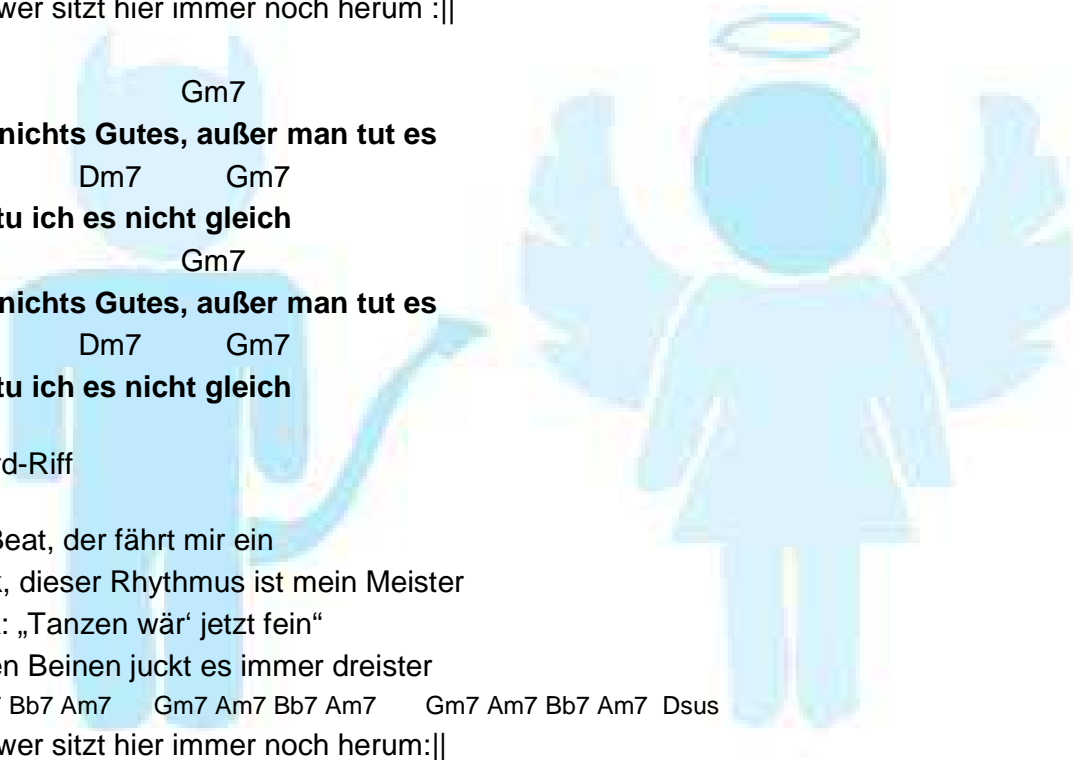 wer sitzt hier immer noch herum :||
Gm7
nichts Gutes, außer man tut es
Dm7 Gm7
tu ich es nicht gleich
Gm7
nichts Gutes, außer man tut es
Dm7 Gm7
tu ich es nicht gleich
d-Riff
Beat, der fährt mir ein
, dieser Rhythmus ist mein Meister
: „Tanzen wär‘ jetzt fein“
en Beinen juckt es immer dreister
Bb7 Am7 Gm7 Am7 Bb7 Am7 Gm7 Am7 Bb7 Am7 Dsus
wer sitzt hier immer noch herum:||